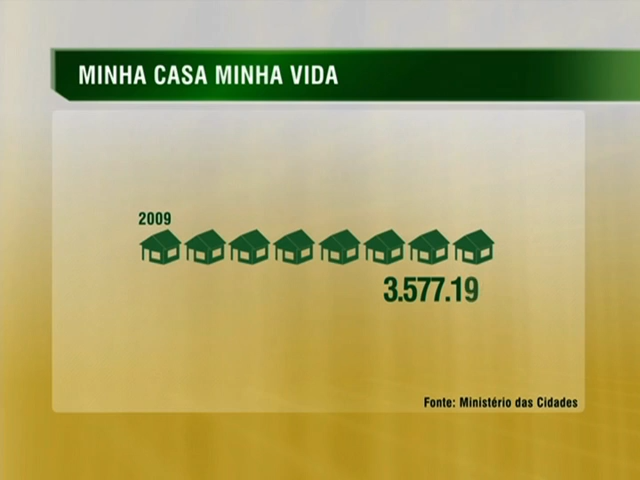 MINHA CASA MINHA VIDA
2009
3.577.19
Fonte: Ministério das Cidades